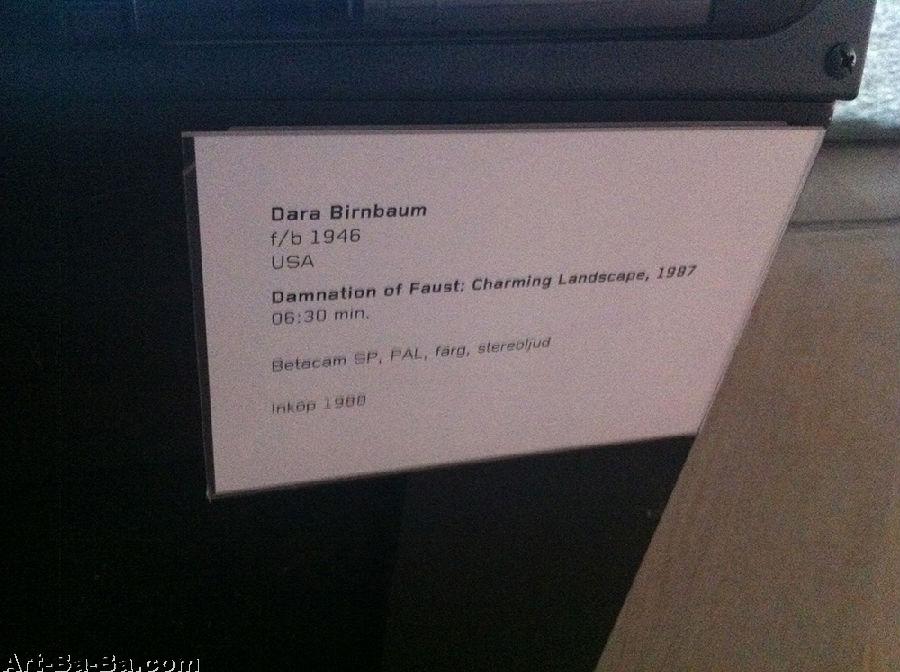 Dara Birnbaum
f/b 1946
USA
Damnation of Faust: Charming Landscape, 1987
06:30 min.
Betacam SP, PAL, färg, stereoljud
Inköp 1988
Art-Ba-Ba.com